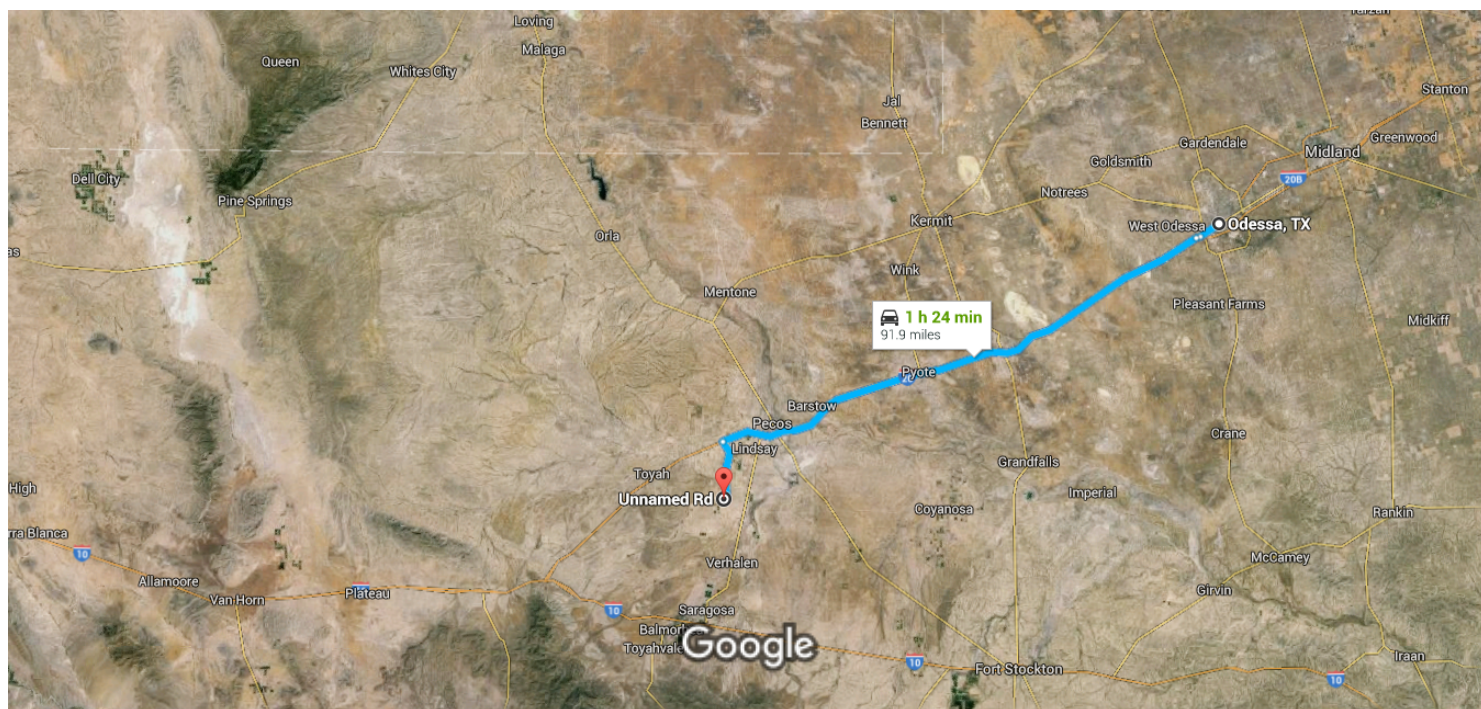 Loving
Malaga
Queen
Whites City
Stanton
Jal
Bennett
Greenwood
Gardendale
Midland
Goldsmith
Dell City
20B
Notrees
Pine Springs
Kermit
West Odessa
Odessa, TX
Orla
as
Wink
Mentone
Pleasant Farms
1 h 24 min
91.9 miles
Midkiff
Pyote
20
Barstow
Pecos
Crane
Lindsay
Grandfalls
Toyah
High
Imperial
Unnamed Rd
Coyanosa
Rankin
rra Blanca
10
McCamey
Verhalen
Allamoore
Girvin
Plateau
Van Horn
Saragosa
10
Google
10
Fort Stockton
Iraan
10